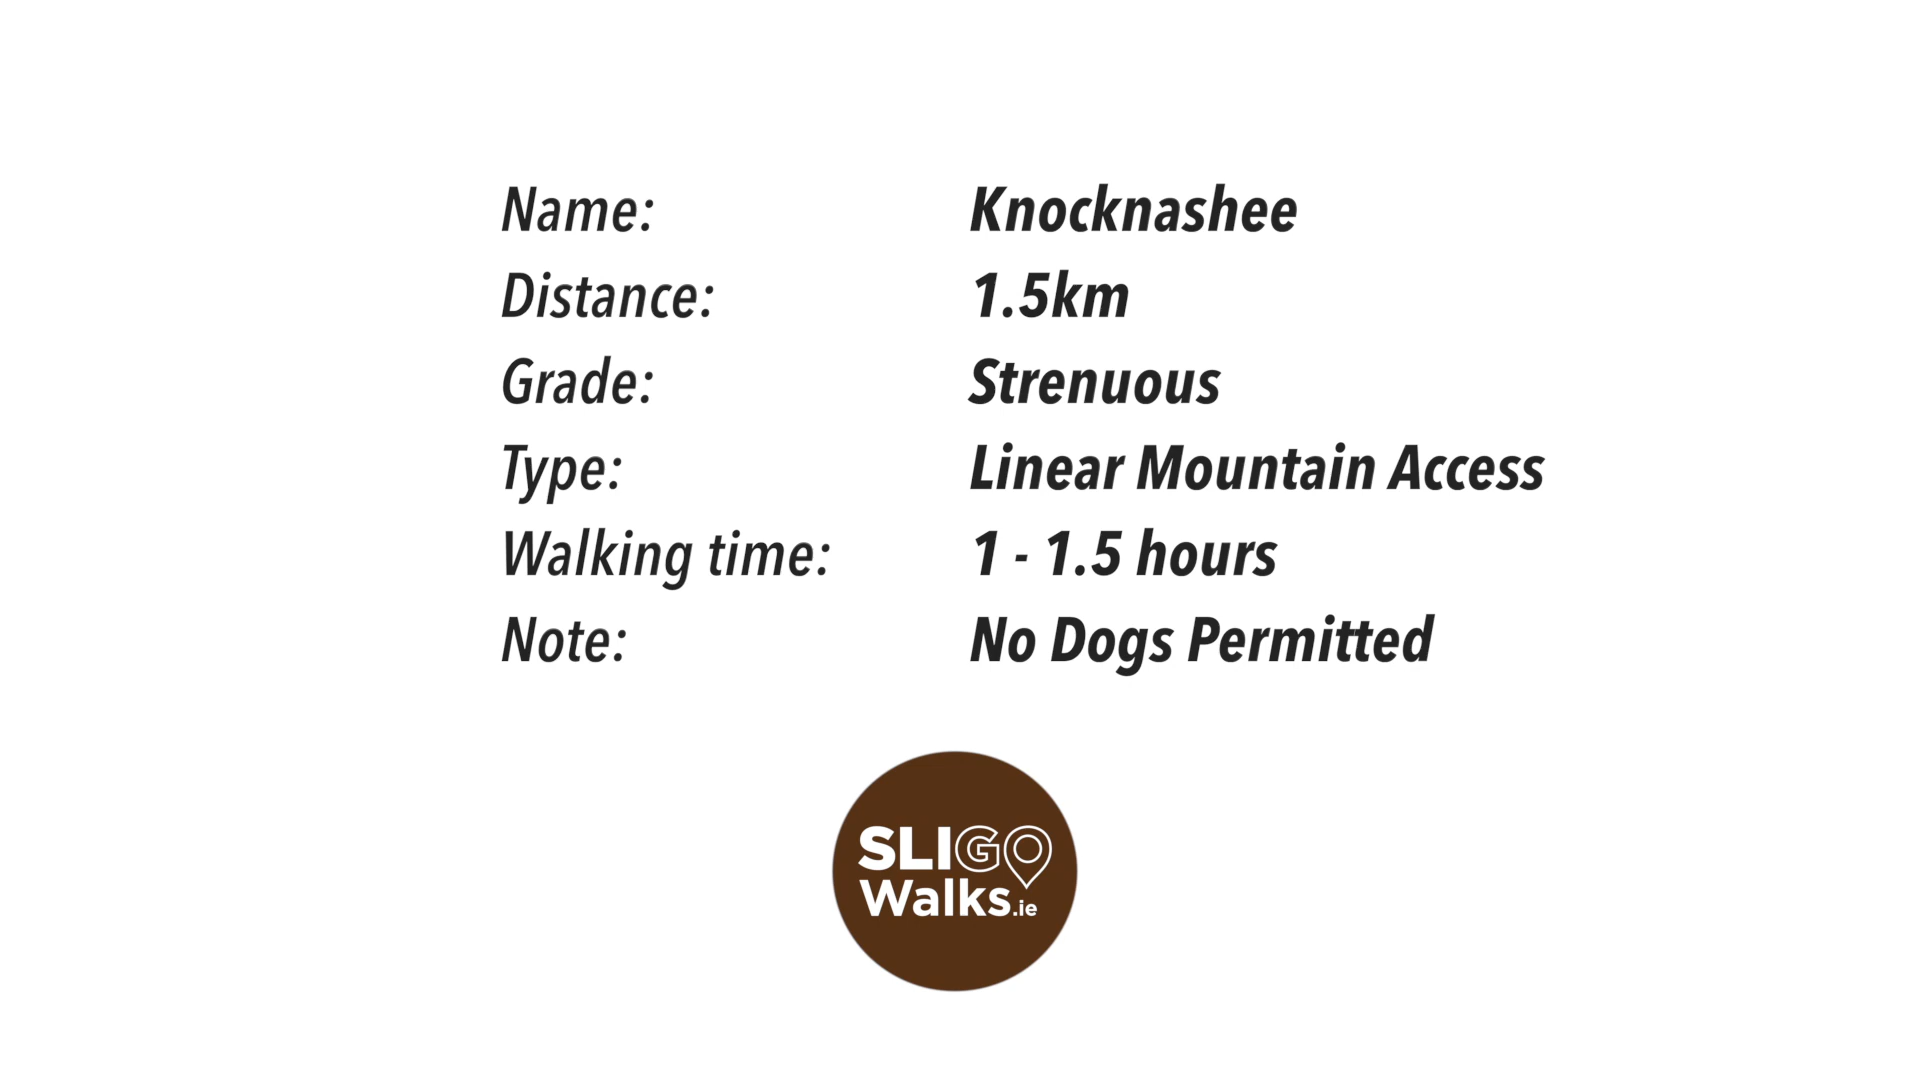 Name: Knocknashee
Distance: 1.5km
Grade: Strenuous
Type: Linear Mountain Access
Walking time: 1 - 1.5 hours
Note: No Dogs Permitted
SLIGO
Walks.ie